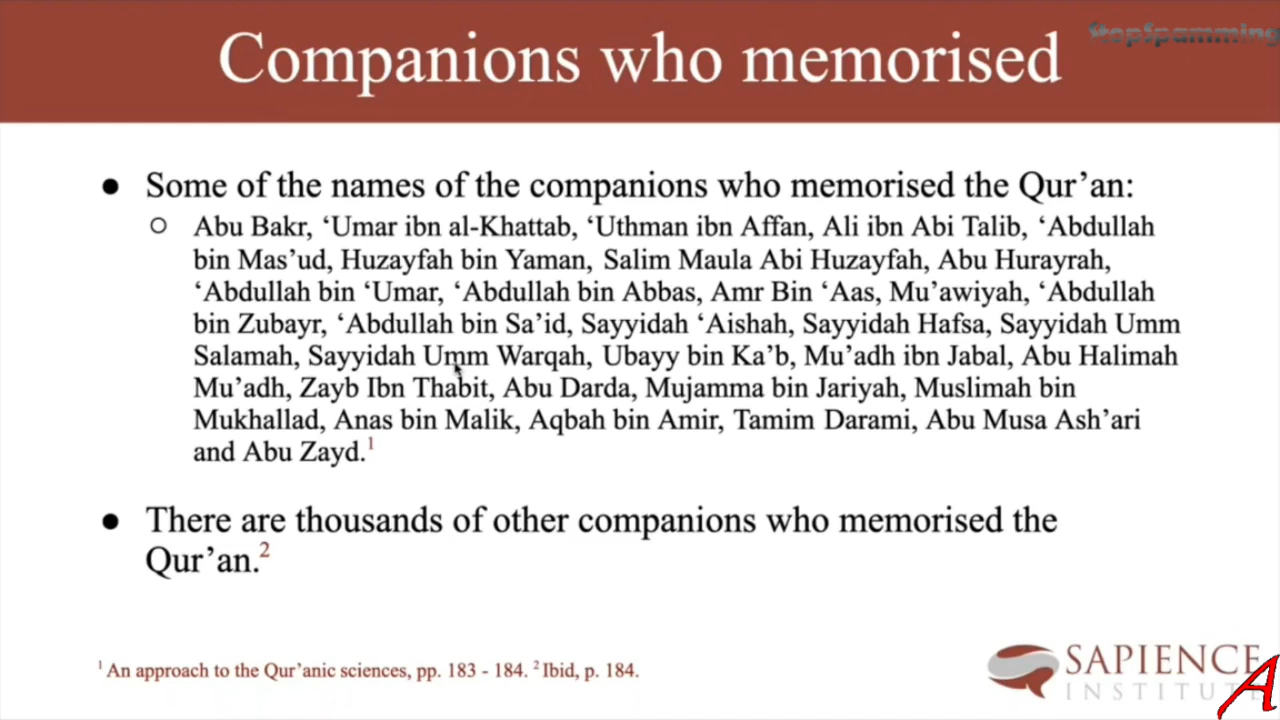 StopSpamming
Companions who memorised
● Some of the names of the companions who memorised the Qur’an:
○ Abu Bakr, ‘Umar ibn al-Khattab, ‘Uthman ibn Affan, Ali ibn Abi Talib, ‘Abdullah
bin Mas’ud, Huzayfah bin Yaman, Salim Maula Abi Huzayfah, Abu Hurayrah,
‘Abdullah bin ‘Umar, ‘Abdullah bin Abbas, Amr Bin ‘Aas, Mu’awiyah, ‘Abdullah
bin Zubayr, ‘Abdullah bin Sa’id, Sayyidah ‘Aishah, Sayyidah Hafsa, Sayyidah Umm
Salamah, Sayyidah Umm Warqah, Ubayy bin Ka’b, Mu’adh ibn Jabal, Abu Halimah
Mu’adh, Zayb Ibn Thabit, Abu Darda, Mujamma bin Jariyah, Muslimah bin
Mukhallad, Anas bin Malik, Aqbah bin Amir, Tamim Darami, Abu Musa Ash’ari
and Abu Zayd.¹
● There are thousands of other companions who memorised the
Qur’an.²
¹ An approach to the Qur’anic sciences, pp. 183 - 184. ² Ibid, p. 184.
SAPIENCE
INSTITUTE
A